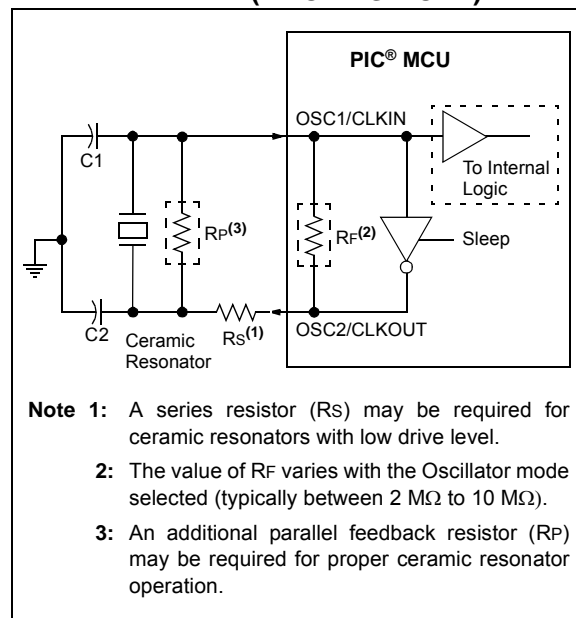 PIC® MCU
OSC1/CLKIN
C1
To Internal
Logic
RP(3)
RF(2)
Sleep
C2
Ceramic
Resonator
RS(1)
OSC2/CLKOUT
Note 1: A series resistor (RS) may be required for
ceramic resonators with low drive level.
2: The value of RF varies with the Oscillator mode
selected (typically between 2 MΩ to 10 MΩ).
3: An additional parallel feedback resistor (RP)
may be required for proper ceramic resonator
operation.